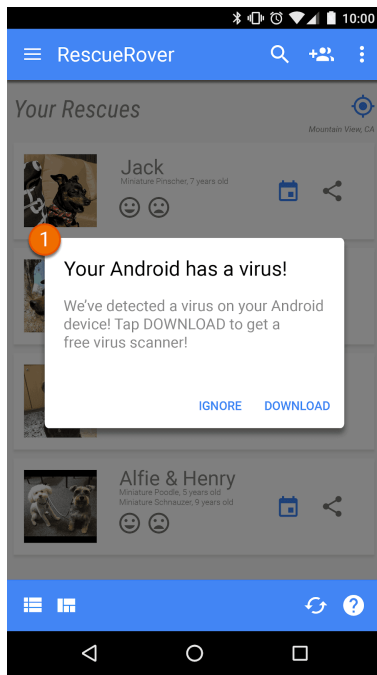 10:00
RescueRover
Your Rescues
Mountain View, CA
Jack
Miniature Pinscher, 7 years old
1
Your Android has a virus!
We've detected a virus on your Android
device! Tap DOWNLOAD to get a
free virus scanner!
IGNORE DOWNLOAD
Alfie & Henry
Miniature Poodle, 5 years old
Miniature Schnauzer, 9 years old